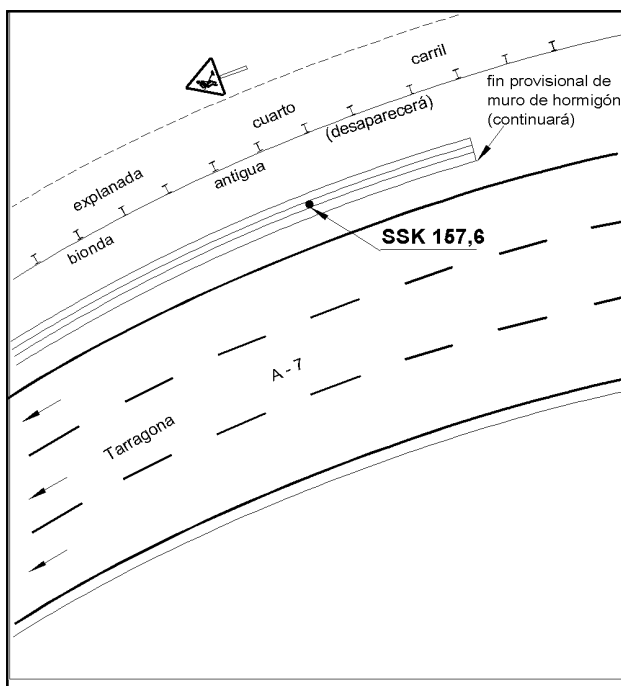 carril
cuarto
explanada
fin provisional de
muro de hormigón
(continuará)
bionda antigua (desaparecerá)
SSK 157,6
A - 7
Tarragona